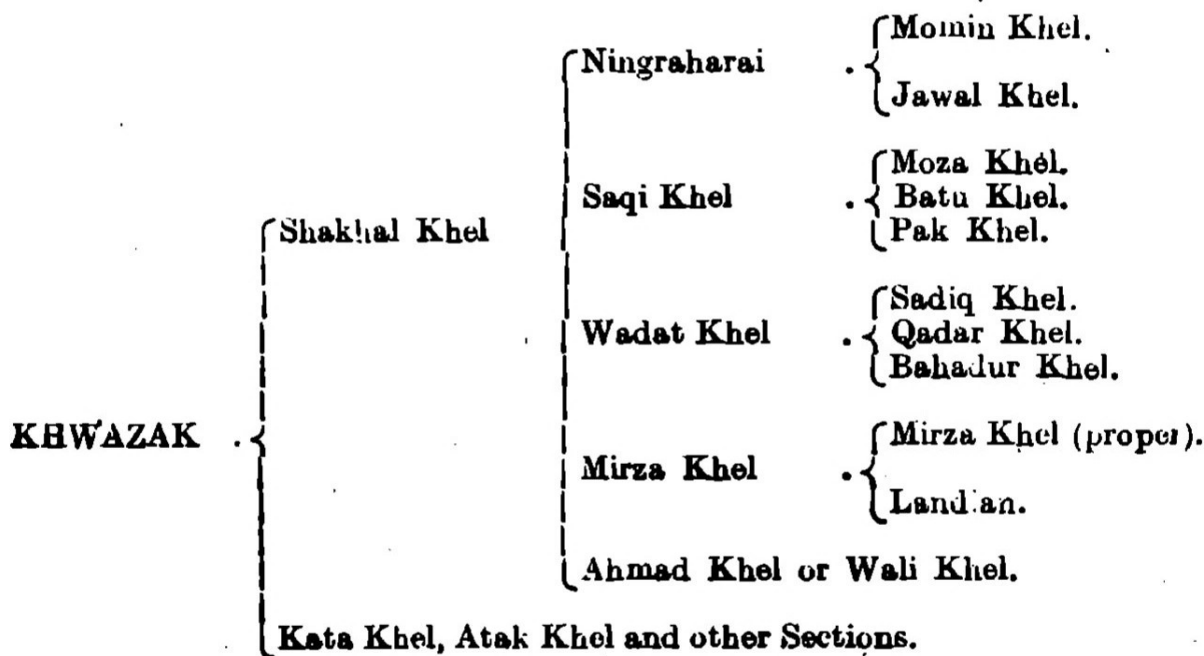 Momin Khel.
Ningraharai
Jawal Khel.
Moza Khel.
Saqi Khel . Batu Khel.
Shakhal Khel
Pak Khel.
Sadiq Khel.
Wadat Khel . Qadar Khel.
Bahadur Khel.
KHWAZAK
Mirza Khel (proper).
Mirza Khel
Landian.
Ahmad Khel or Wali Khel.
Kata Khel, Atak Khel and other Sections.